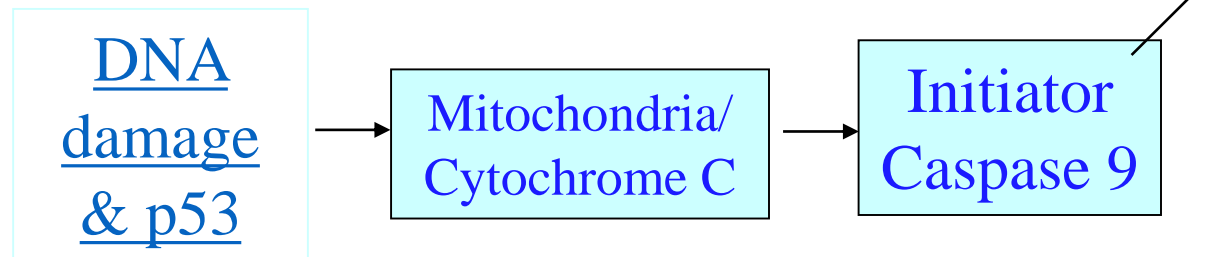 DNA
damage
& p53
Mitochondria/
Cytochrome C
Initiator
Caspase 9